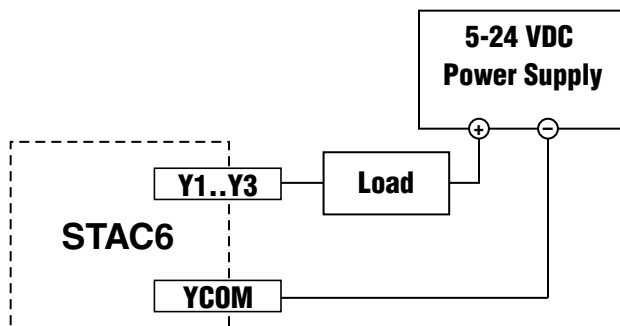 5-24 VDC
Power Supply
+
−
Y1..Y3
Load
STAC6
YCOM